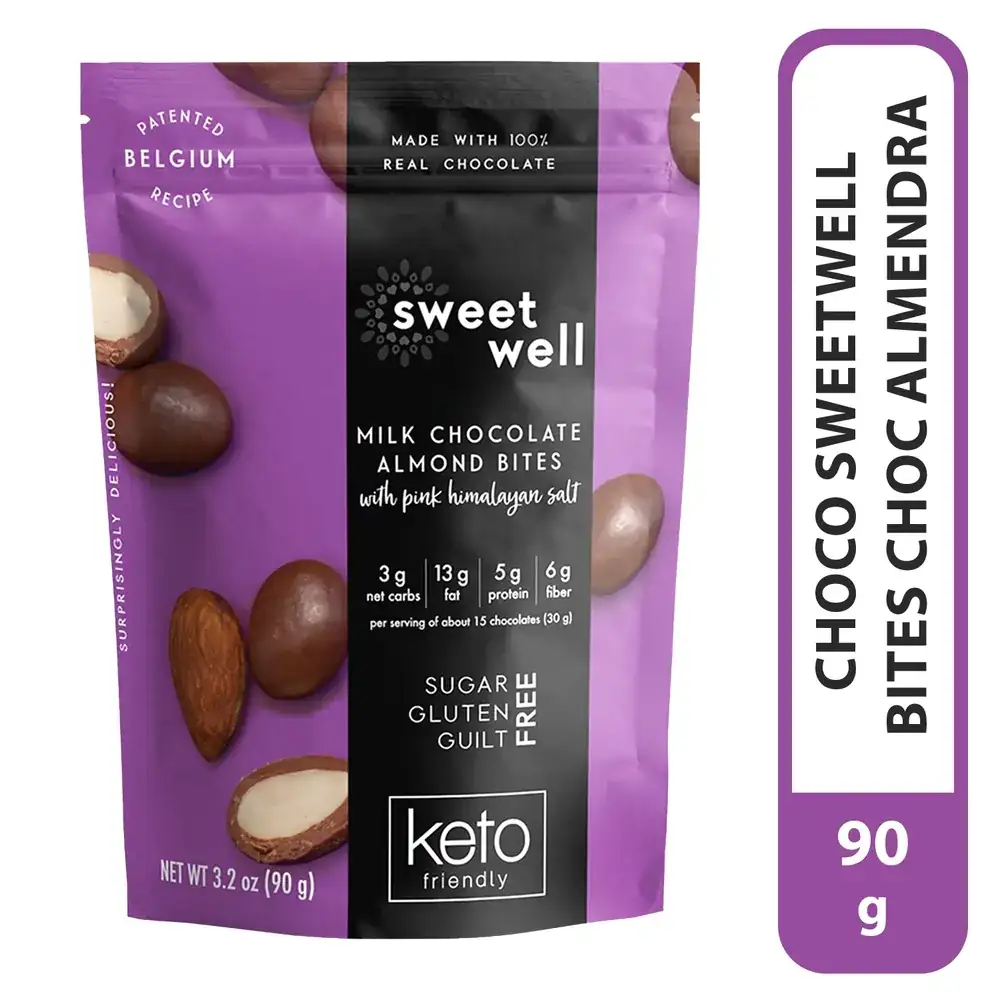 PATENTED
BELGIUM
RECIPE
MADE WITH 100%
REAL CHOCOLATE
sweet
well
MILK CHOCOLATE
ALMOND BITES
with pink himalayan salt
3 g net carbs
13 g fat
5 g protein
6 g fiber
per serving of about 15 chocolates (30 g)
SUGAR
GLUTEN
GUILT
FREE
keto
friendly
SURPRISINGLY DELICIOUS!
NET WT 3.2 oz (90 g)
CHOCO SWEETWELL
BITES CHOC ALMENDRA
90
g